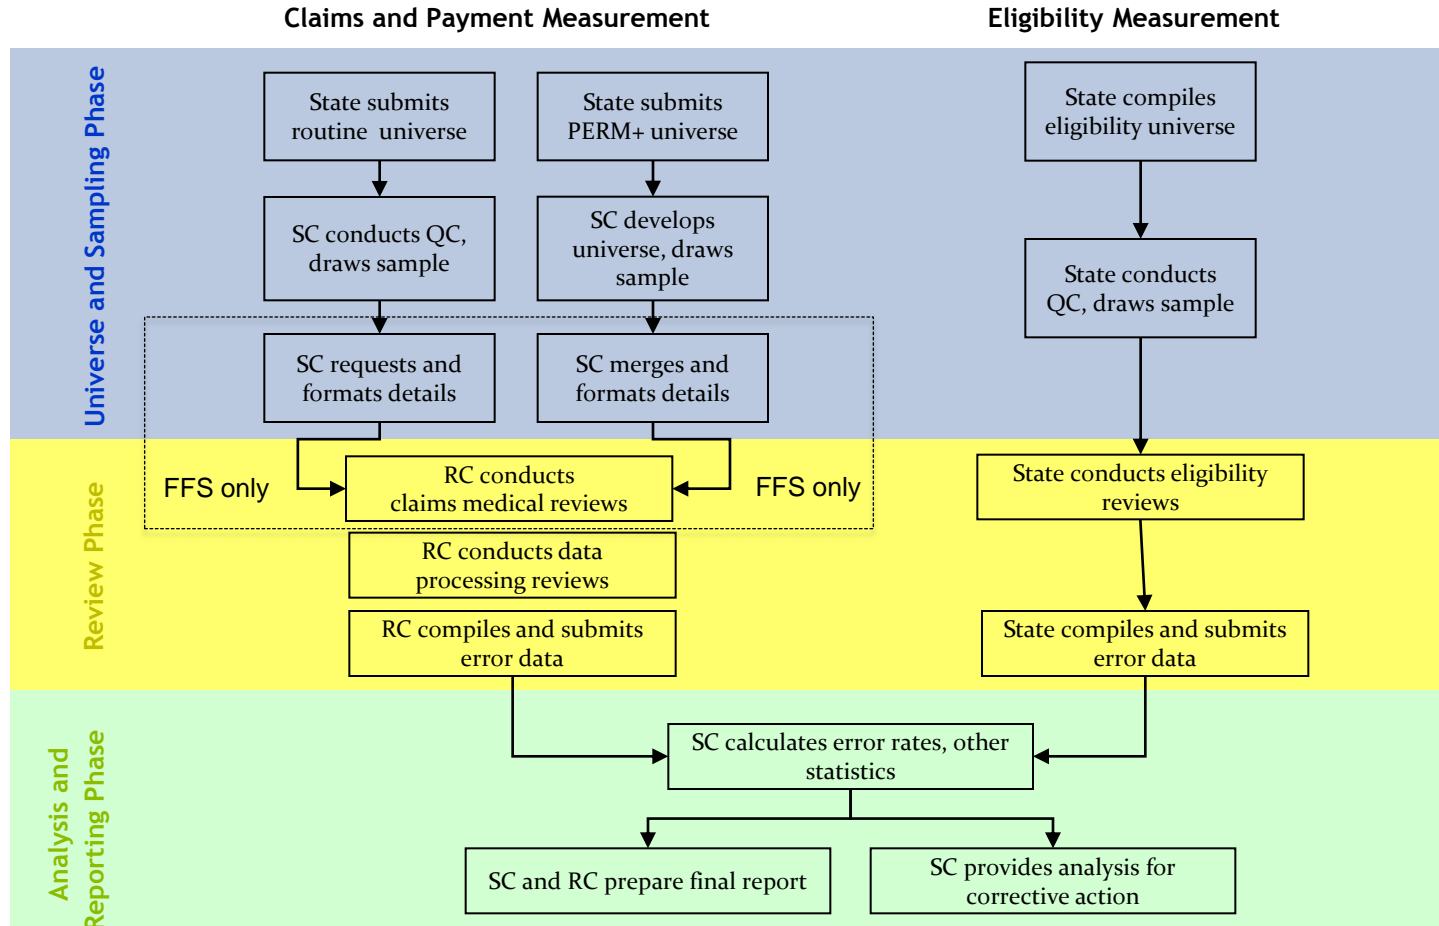 Claims and Payment Measurement
Eligibility Measurement
Universe and Sampling Phase
State submits
routine universe
State submits
PERM+ universe
State compiles
eligibility universe
SC conducts QC,
draws sample
SC develops
universe, draws
sample
State conducts
QC, draws sample
SC requests and
formats details
SC merges and
formats details
Review Phase
FFS only
RC conducts
claims medical reviews
FFS only
State conducts eligibility
reviews
RC conducts data
processing reviews
RC compiles and submits
error data
State compiles and submits
error data
Analysis and
Reporting Phase
SC calculates error rates, other
statistics
SC and RC prepare final report
SC provides analysis for
corrective action